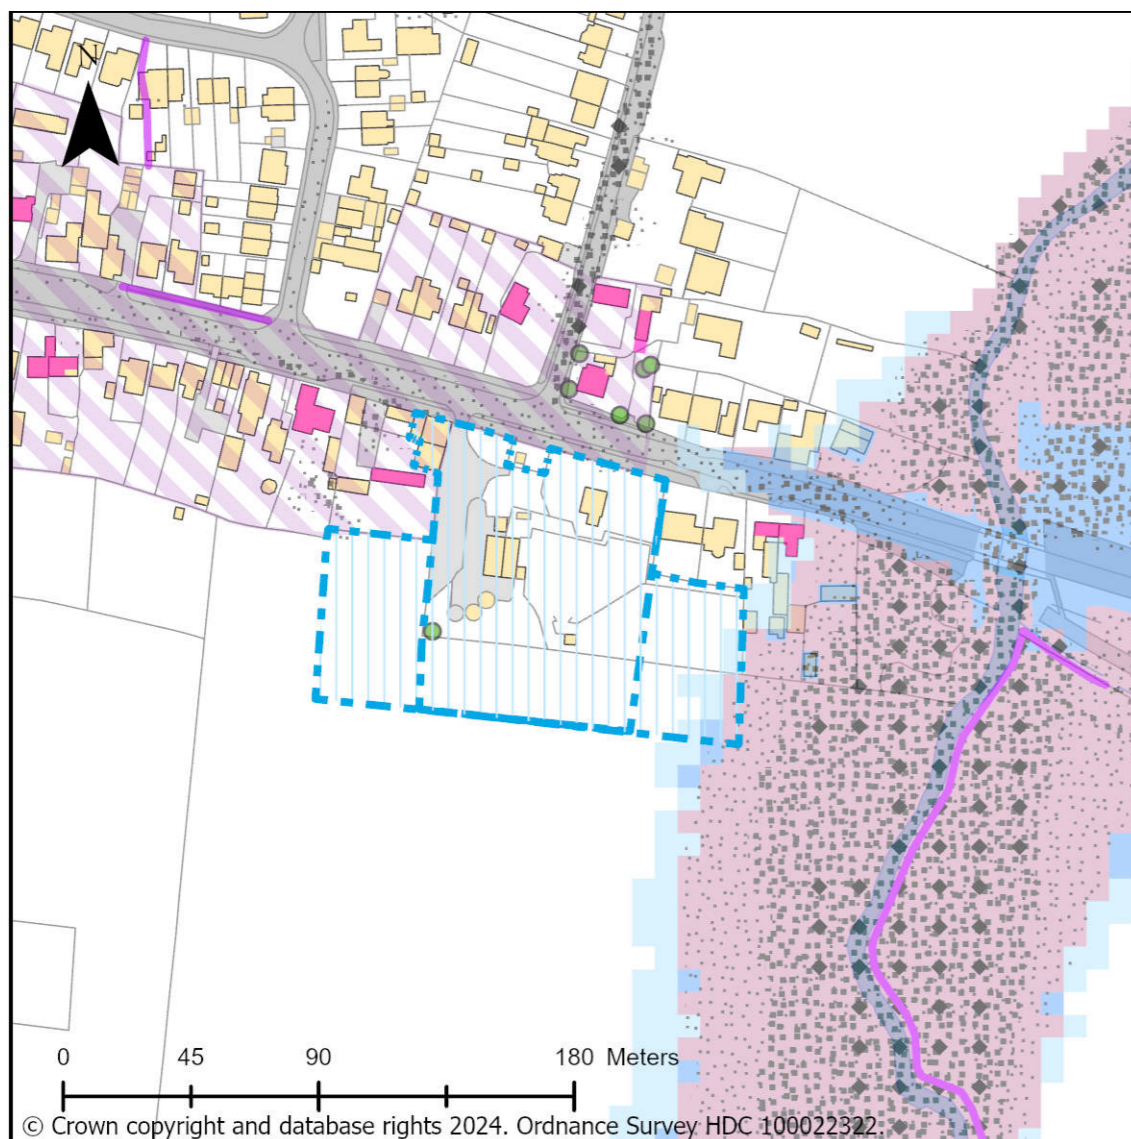 N
0 45 90 180 Meters
© Crown copyright and database rights 2024. Ordnance Survey HDC 100022322.